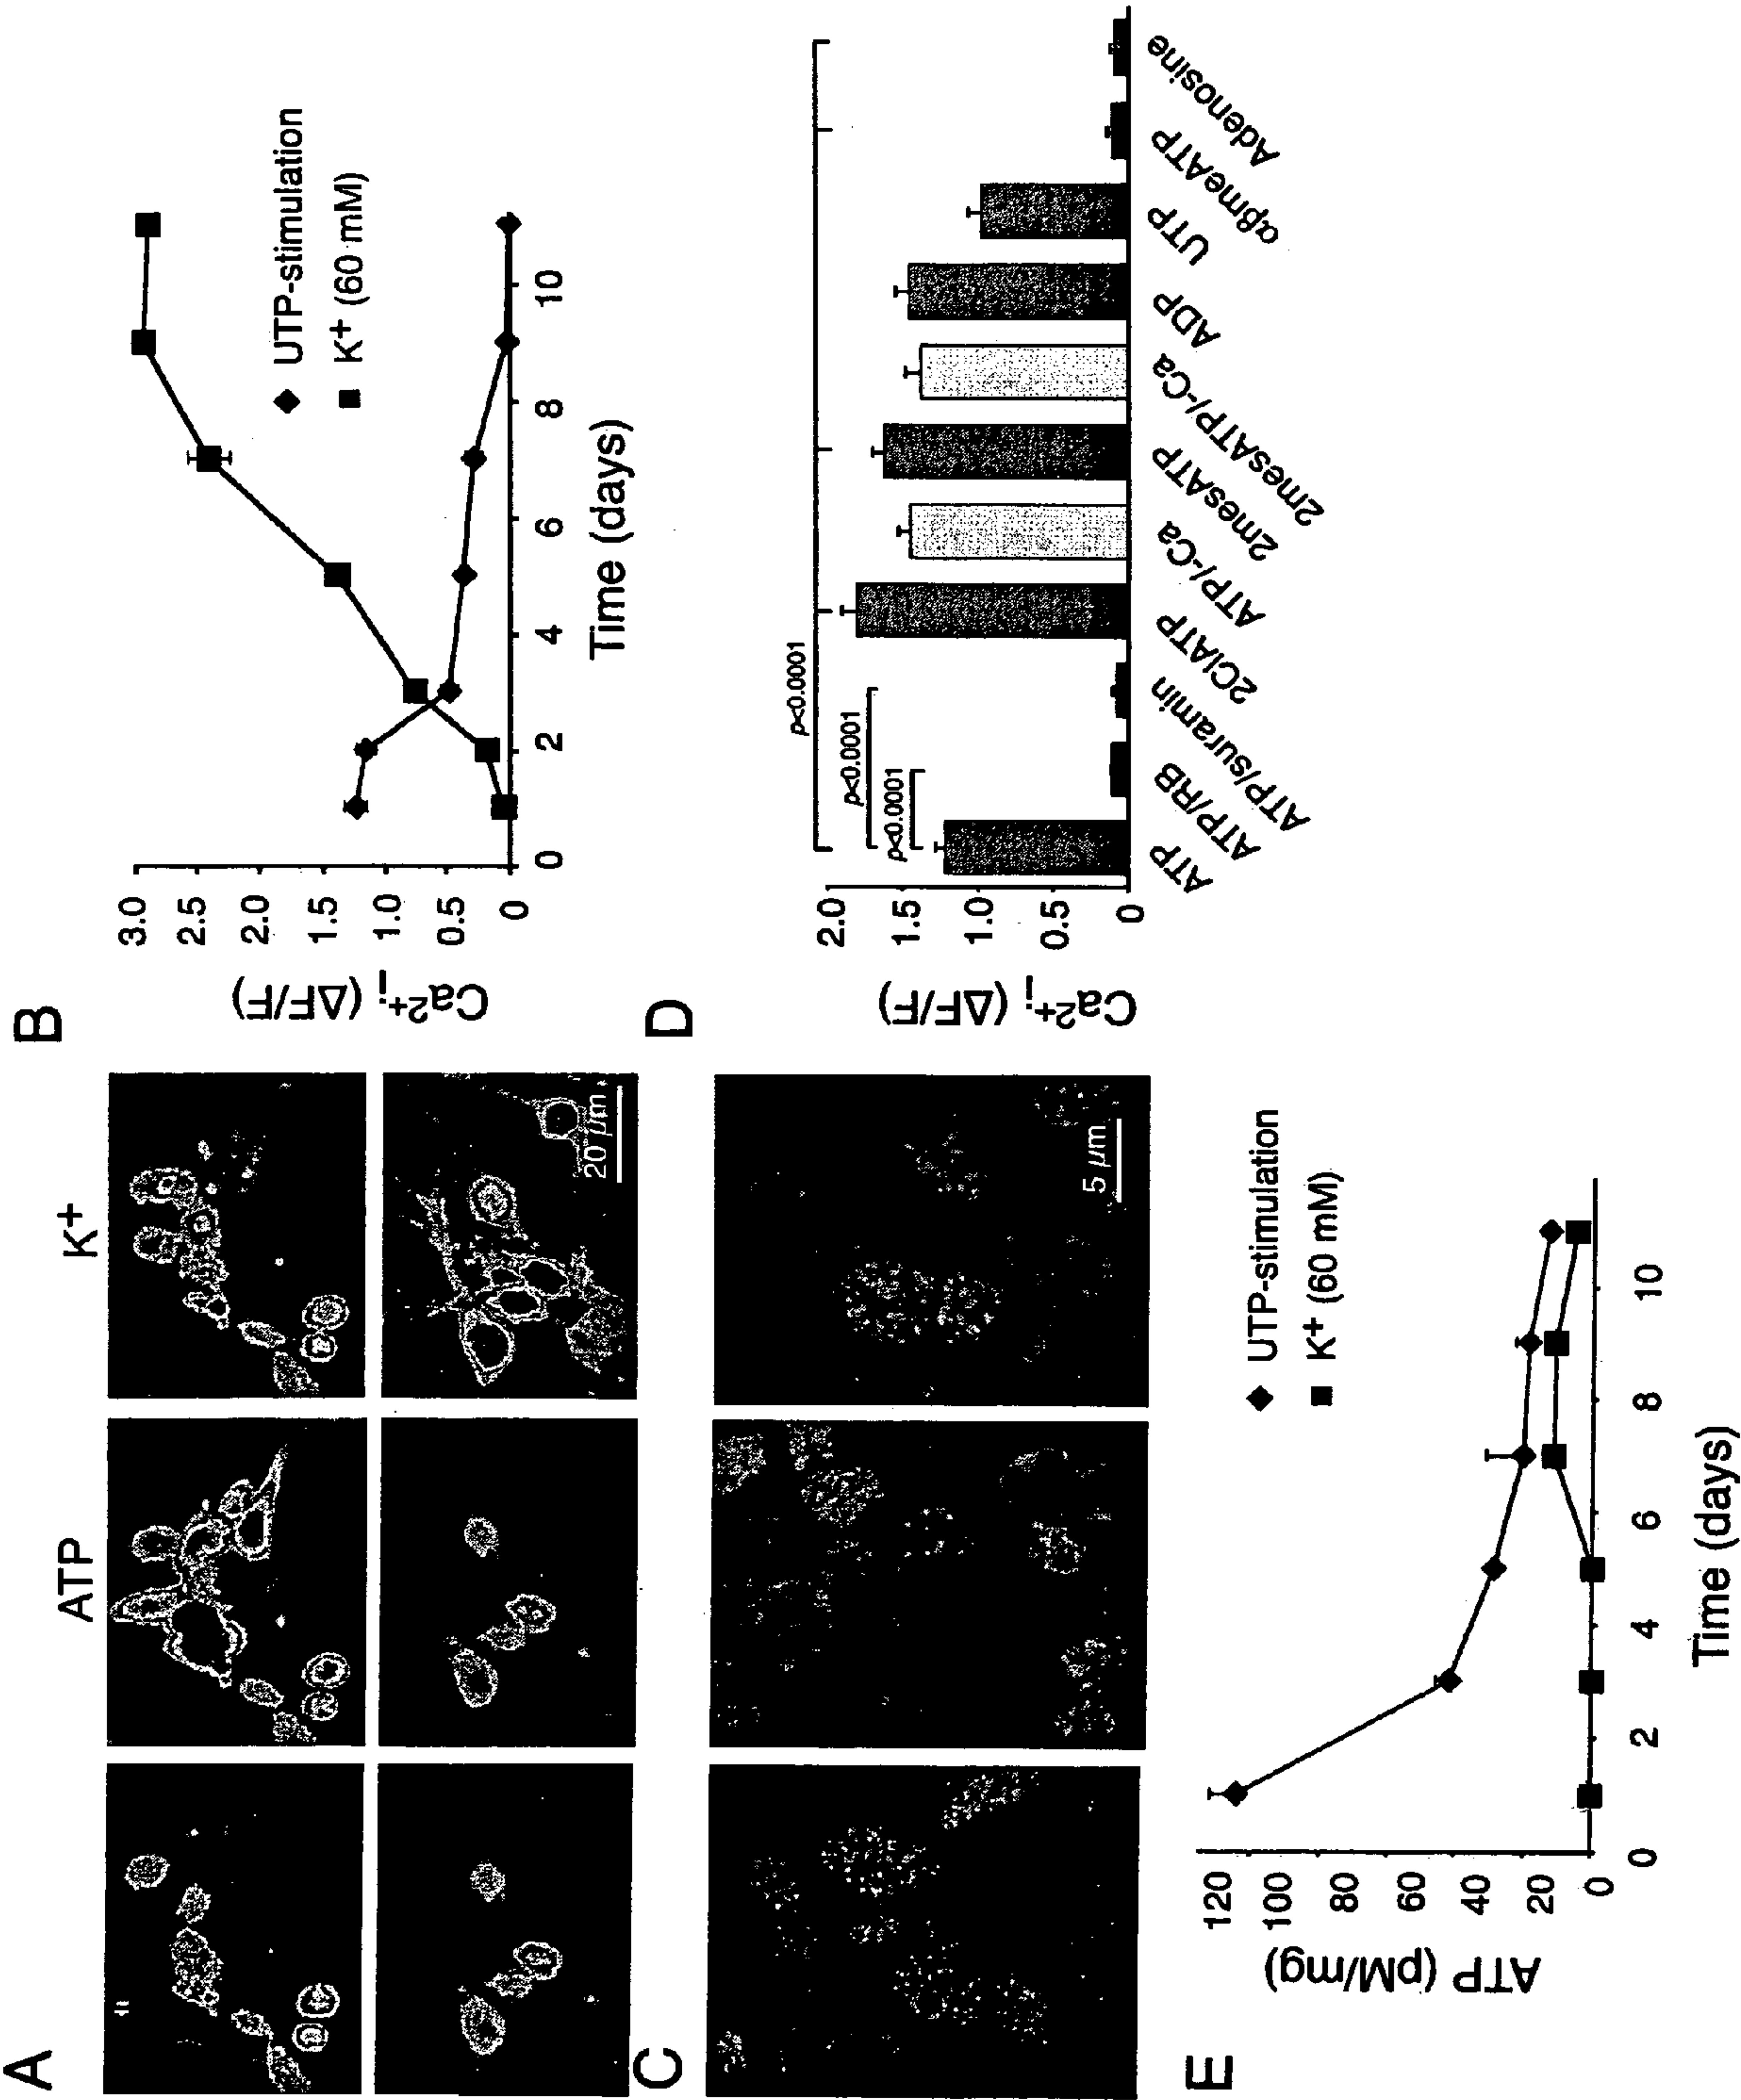 A
ATP
K+
20 µm
B
3.0
2.5
2.0
1.5
1.0
0.5
0
Ca2+i (ΔF/F)
UTP-stimulation
K+ (60 mM)
0 2 4 6 8 10
Time (days)
C
5 µm
D
2.0
1.5
1.0
0.5
0
Ca2+i (ΔF/F)
p<0.0001
p<0.0001
p<0.0001
ATP
ATP/RB
ATP/suramin
2ClATP
ATP/-Ca
2mesATP
2mesATP/-Ca
ADP
UTP
αβmeATP
Adenosine
E
120
100
80
60
40
20
0
ATP (pM/mg)
UTP-stimulation
K+ (60 mM)
0 2 4 6 8 10
Time (days)